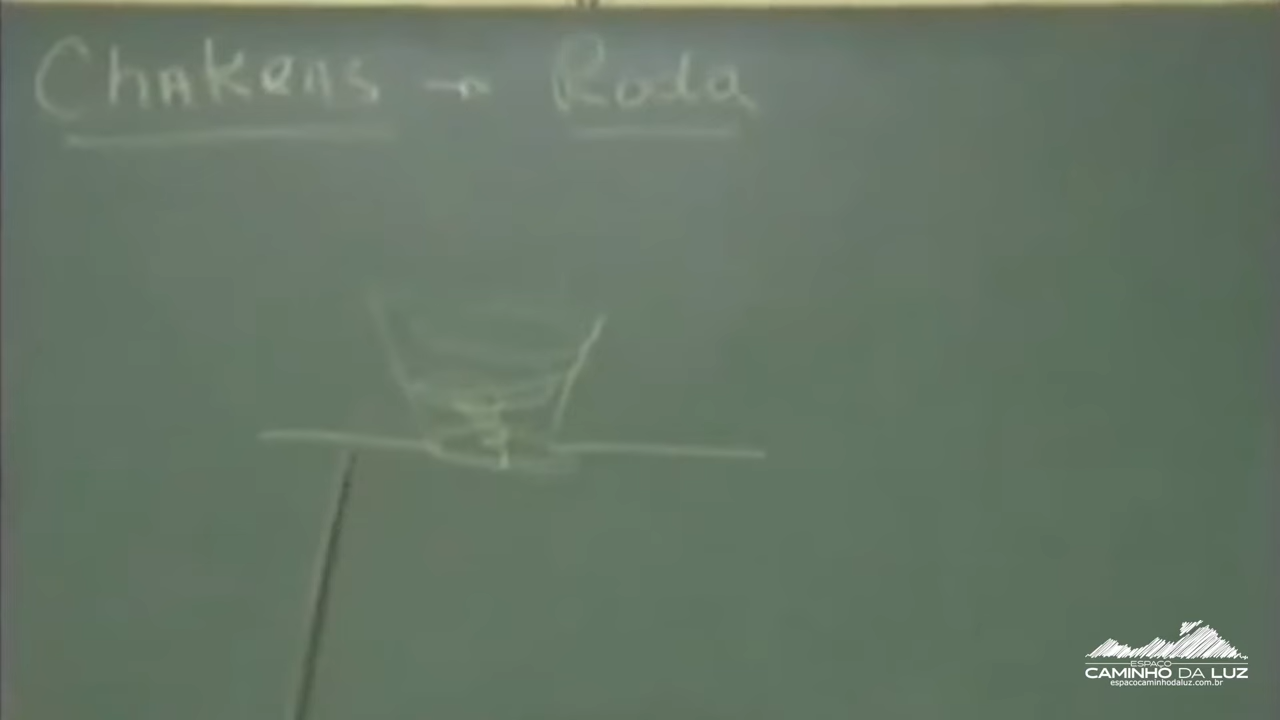 Chakras → Roda
ESPAÇO
CAMINHO DA LUZ
espacocaminhodaluz.com.br